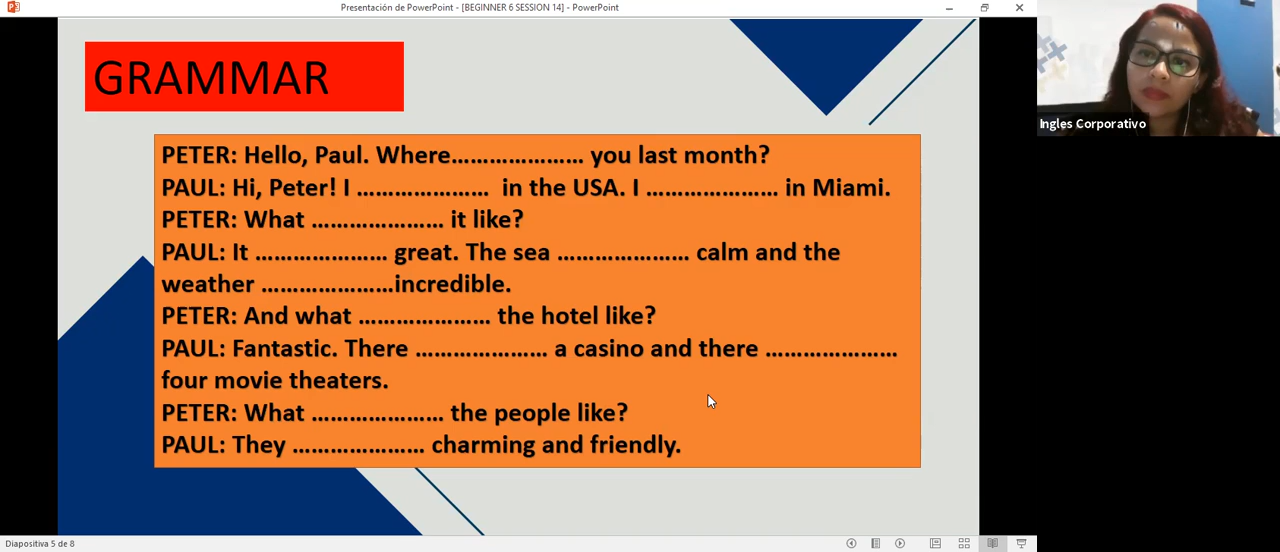 Presentación de PowerPoint - [BEGINNER 6 SESSION 14] - PowerPoint
GRAMMAR
PETER: Hello, Paul. Where………………… you last month?
PAUL: Hi, Peter! I ………………… in the USA. I ………………… in Miami.
PETER: What ………………… it like?
PAUL: It ………………… great. The sea ………………… calm and the
weather …………………incredible.
PETER: And what ………………… the hotel like?
PAUL: Fantastic. There ………………… a casino and there …………………
four movie theaters.
PETER: What ………………… the people like?
PAUL: They ………………… charming and friendly.
Ingles Corporativo
Diapositiva 5 de 8